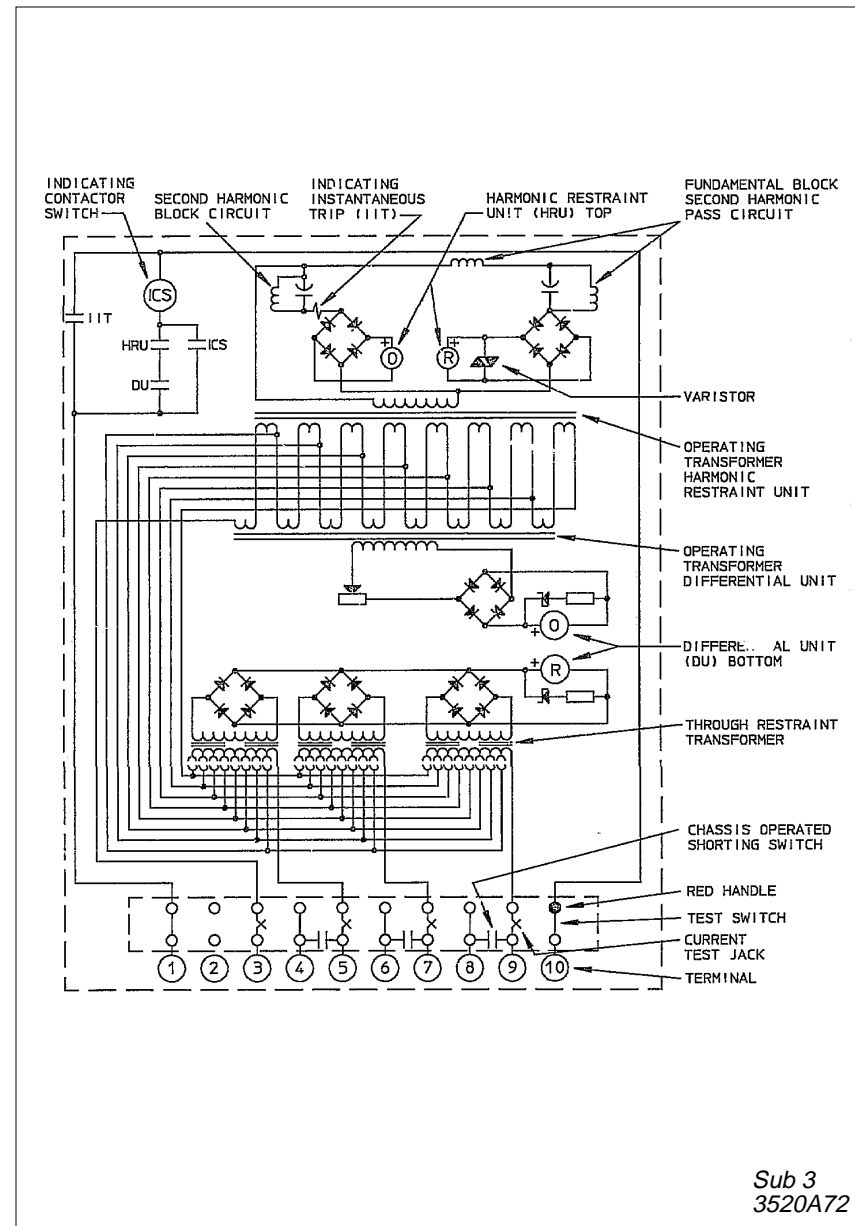 INDICATING
CONTACTOR
SWITCH
SECOND HARMONIC
BLOCK CIRCUIT
INDICATING
INSTANTANEOUS
TRIP (IIT)
HARMONIC RESTRAINT
UNIT (HRU) TOP
FUNDAMENTAL BLOCK
SECOND HARMONIC
PASS CIRCUIT
ICS
IIT
HRU
ICS
DU
+
O
+
R
VARISTOR
OPERATING
TRANSFORMER
HARMONIC
RESTRAINT UNIT
OPERATING
TRANSFORMER
DIFFERENTIAL UNIT
+
O
DIFFERE.. AL UNIT
(DU) BOTTOM
+
R
THROUGH RESTRAINT
TRANSFORMER
CHASSIS OPERATED
SHORTING SWITCH
RED HANDLE
TEST SWITCH
CURRENT
TEST JACK
TERMINAL
1 2 3 4 5 6 7 8 9 10
Sub 3
3520A72